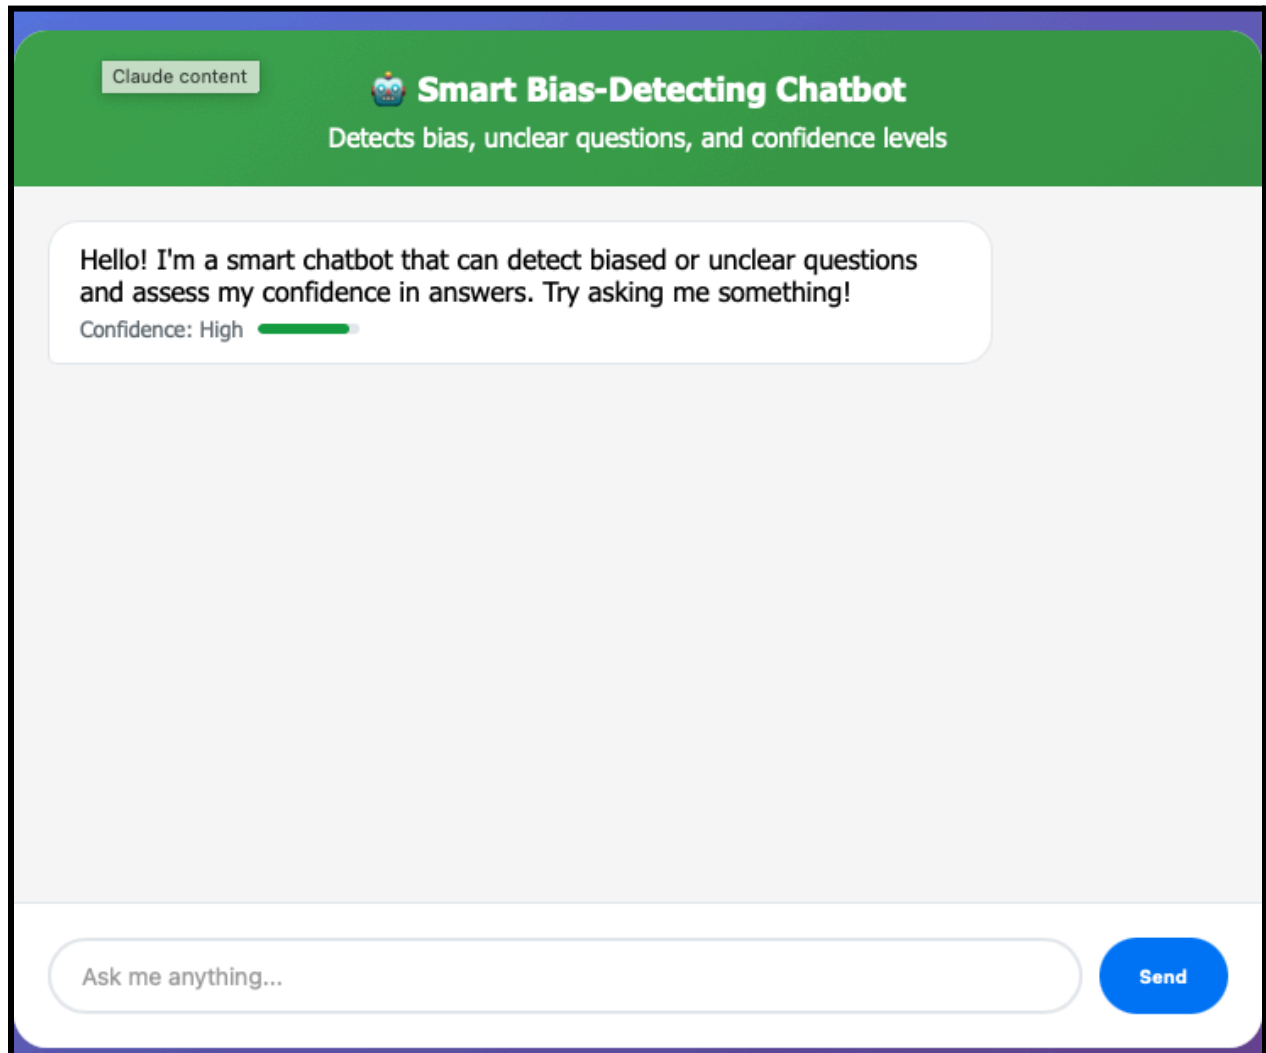 Claude content
🤖 Smart Bias-Detecting Chatbot
Detects bias, unclear questions, and confidence levels
Hello! I'm a smart chatbot that can detect biased or unclear questions
and assess my confidence in answers. Try asking me something!
Confidence: High
Ask me anything...
Send